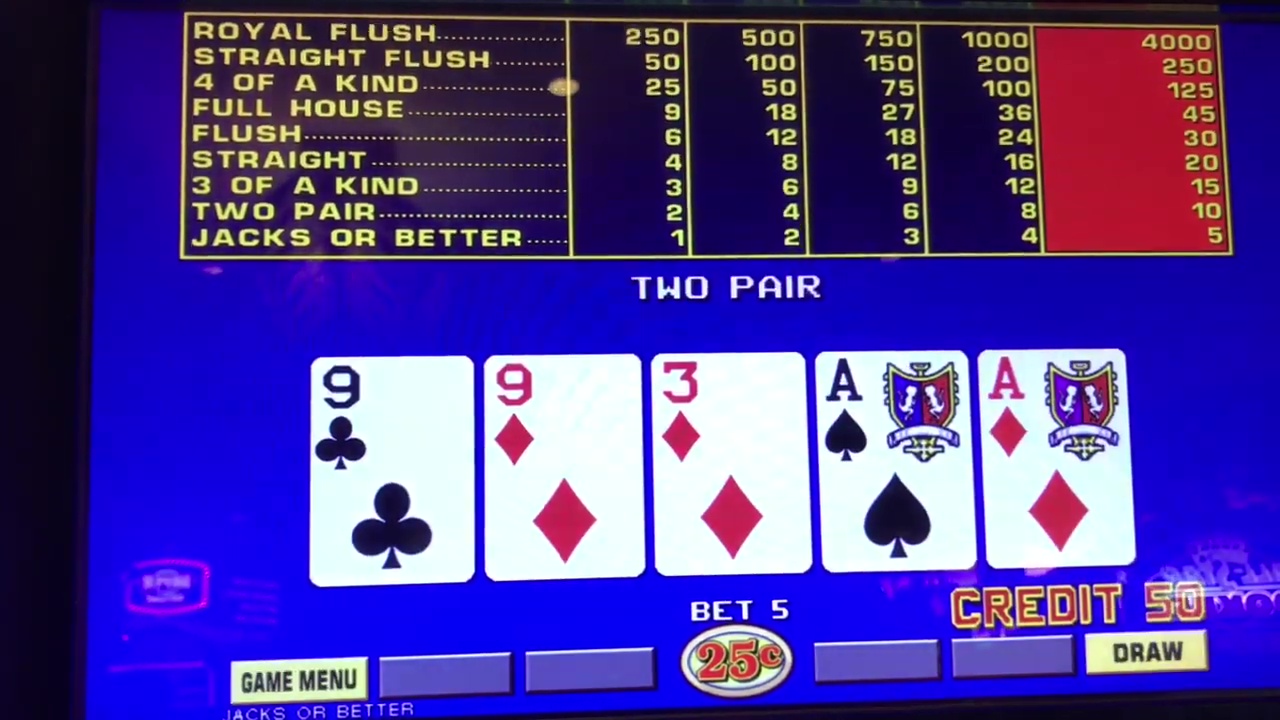 ROYAL FLUSH 250 500 750 1000 4000
STRAIGHT FLUSH 50 100 150 200 250
4 OF A KIND 25 50 75 100 125
FULL HOUSE 9 18 27 36 45
FLUSH 6 12 18 24 30
STRAIGHT 4 8 12 16 20
3 OF A KIND 3 6 9 12 15
TWO PAIR 2 4 6 8 10
JACKS OR BETTER 1 2 3 4 5
TWO PAIR
9 9 3 A A
BET 5
CREDIT 50
GAME MENU
25¢
DRAW
JACKS OR BETTER